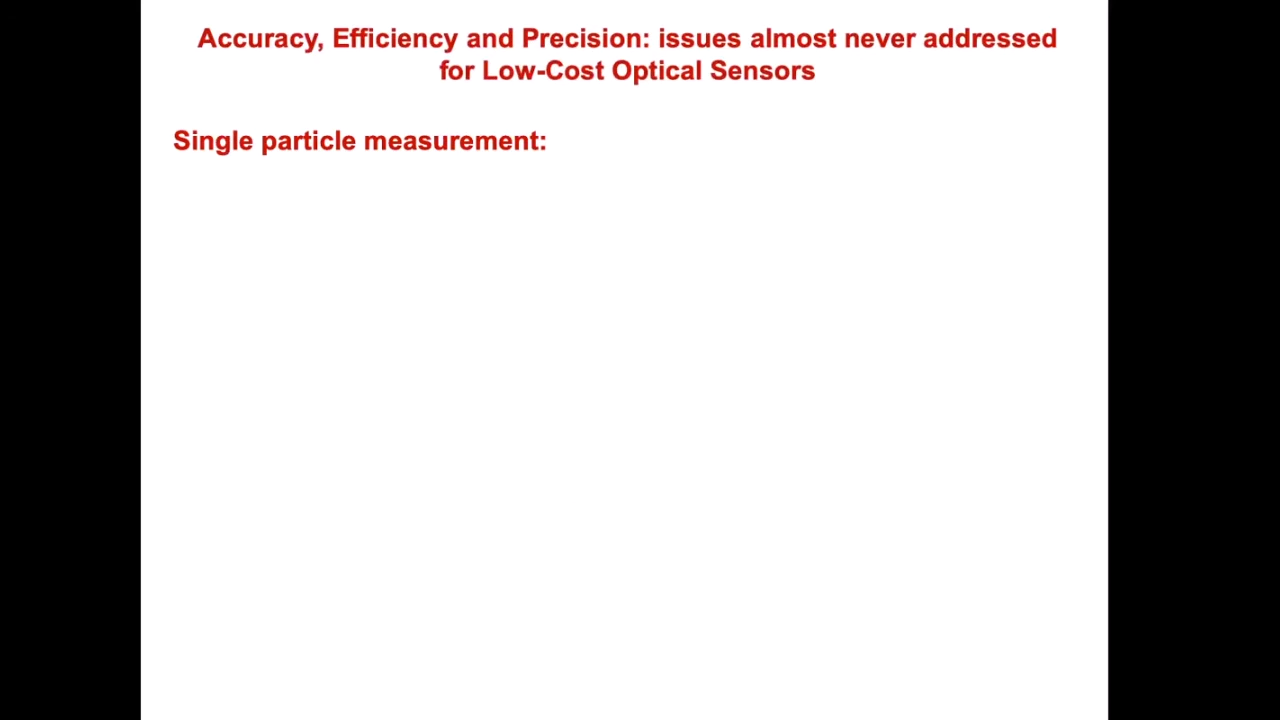 Accuracy, Efficiency and Precision: issues almost never addressed
for Low-Cost Optical Sensors
Single particle measurement: